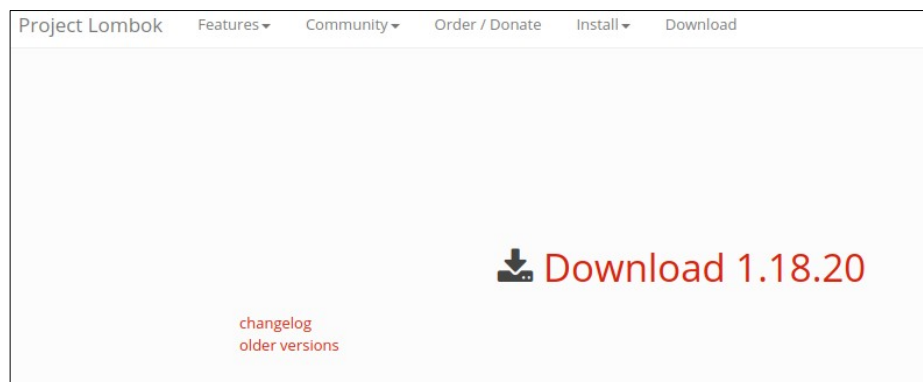 Project Lombok Features Community Order / Donate Install Download
Download 1.18.20
changelog
older versions